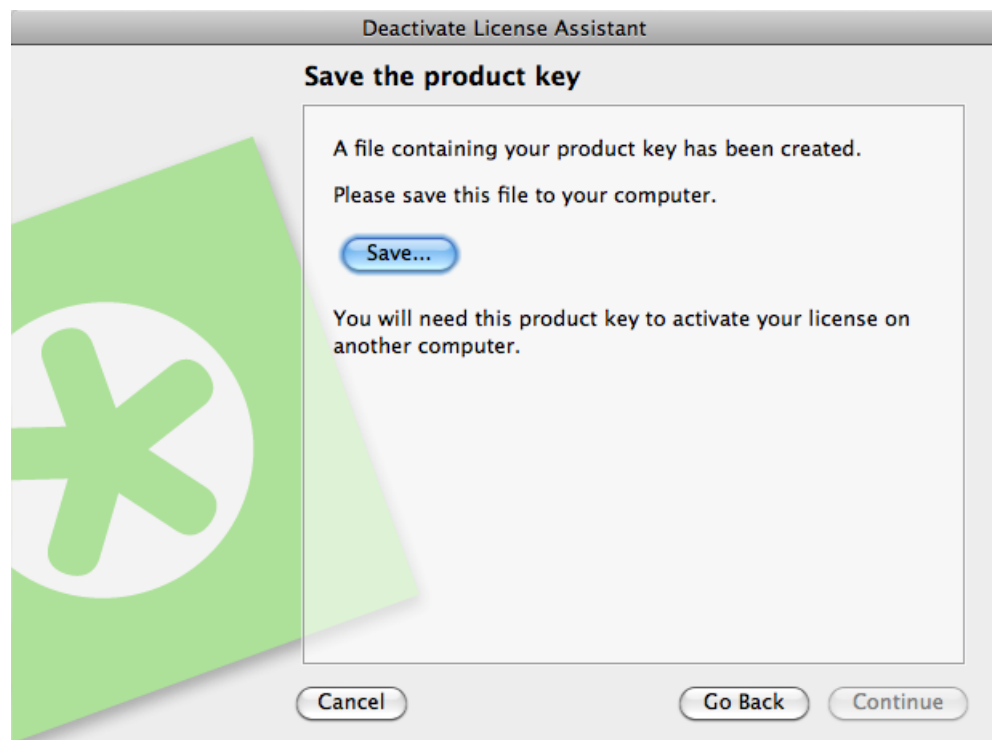 Deactivate License Assistant
Save the product key
A file containing your product key has been created.
Please save this file to your computer.
Save...
You will need this product key to activate your license on
another computer.
Cancel
Go Back
Continue